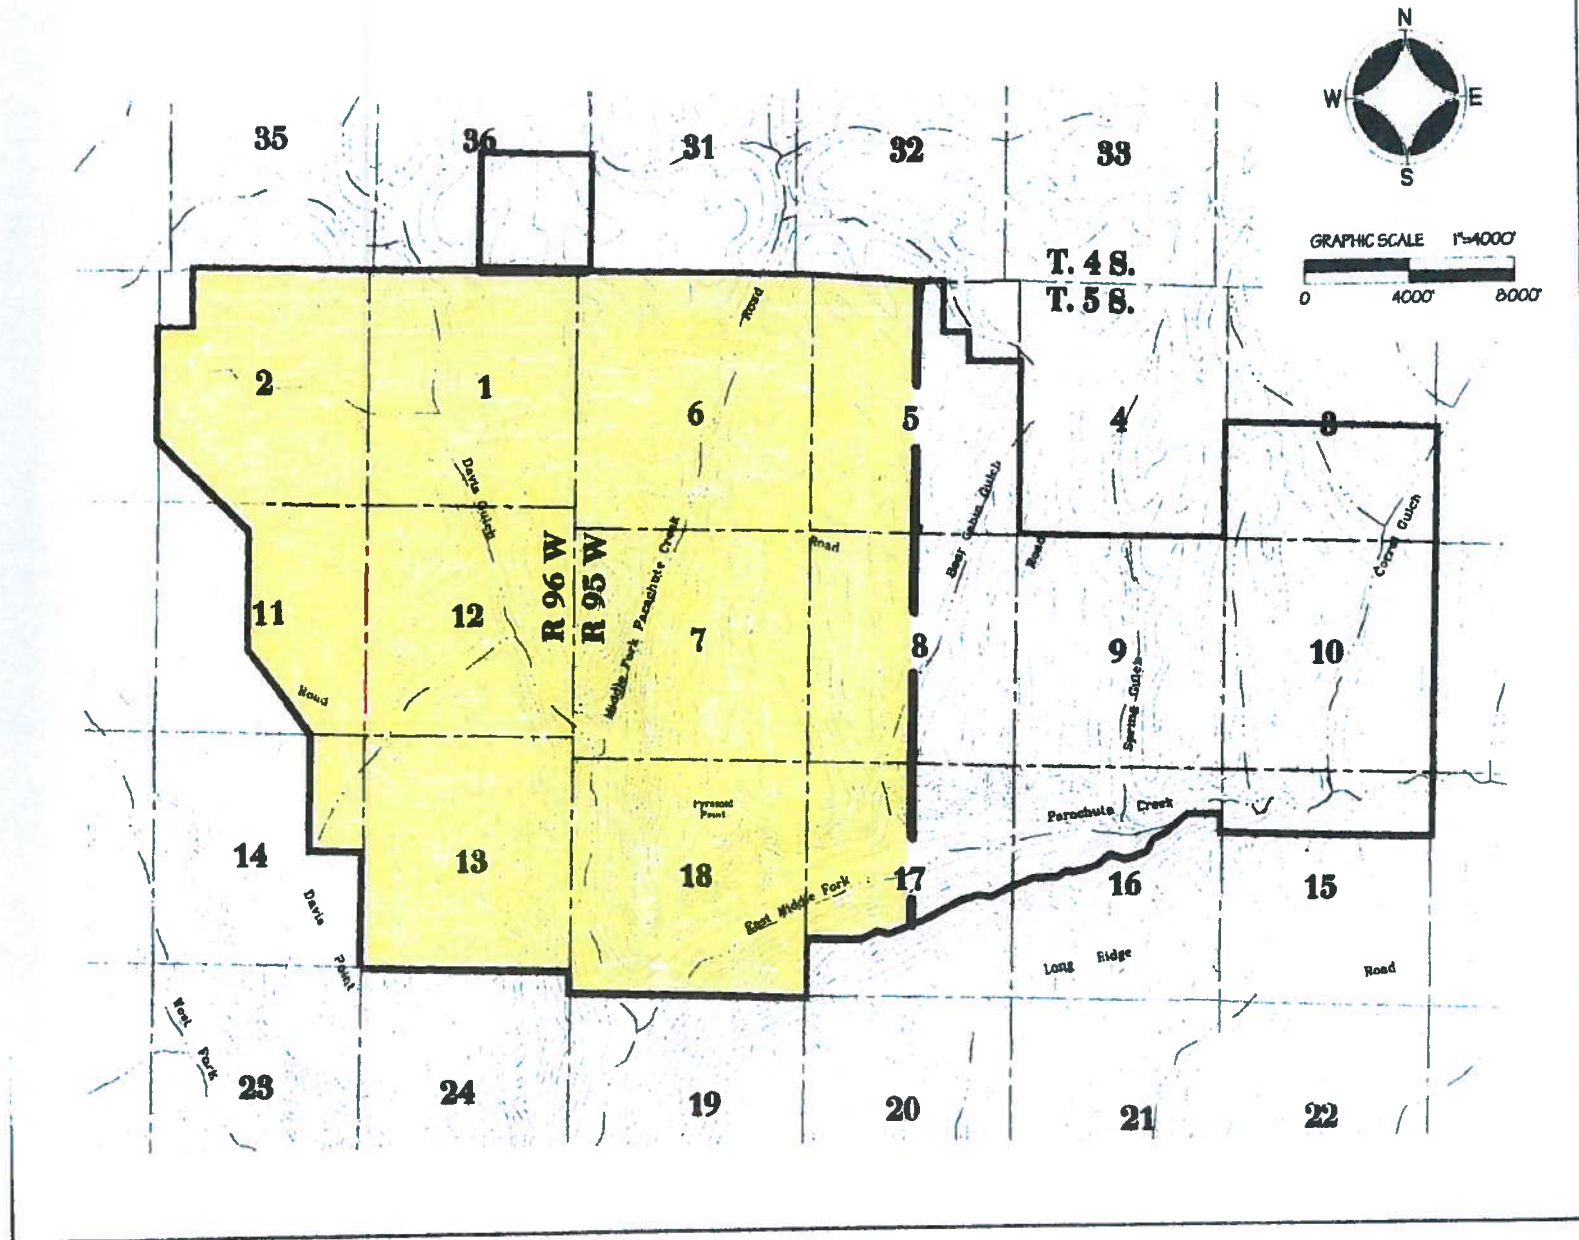 N
W E
S
35 36 31 32 33
GRAPHIC SCALE 1"=4000'
0 4000' 8000'
T. 4 S.
T. 5 S.
Road
2 1 6 5 4 3
Davis Gulch
Bear Cabin Gulch
Cotton Gulch
R 96 W
R 95 W
Middle Fork Parachute Creek
Road
Road
11 12 7 8 9 10
Spring Gulch
Road
Pyramid
Point
Parachute Creek
14 13 18 17 16 15
East Middle Fork
Davis
Point
Long Ridge
Road
West
Fork
23 24 19 20 21 22